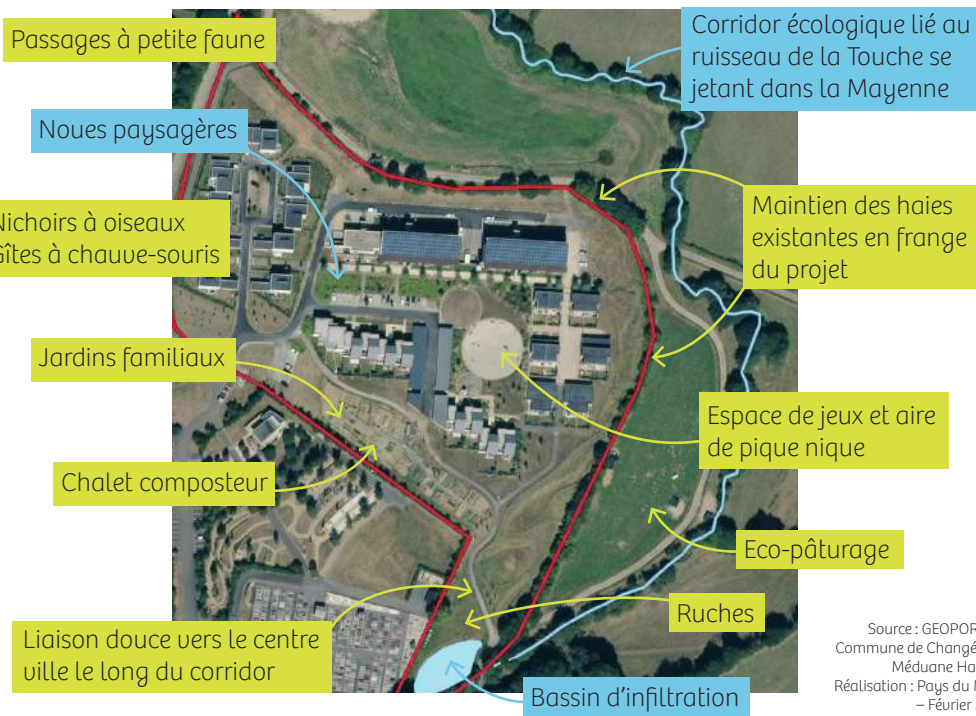 Passages à petite faune
Corridor écologique lié au
ruisseau de la Touche se
jetant dans la Mayenne
Noues paysagères
Nichoirs à oiseaux
Gîtes à chauve-souris
Maintien des haies
existantes en frange
du projet
Jardins familiaux
Espace de jeux et aire
de pique nique
Chalet composteur
Eco-pâturage
Ruches
Liaison douce vers le centre
ville le long du corridor
Bassin d'infiltration
Source : GEOPOR
Commune de Changé
Méduane Ha
Réalisation : Pays du
– Février